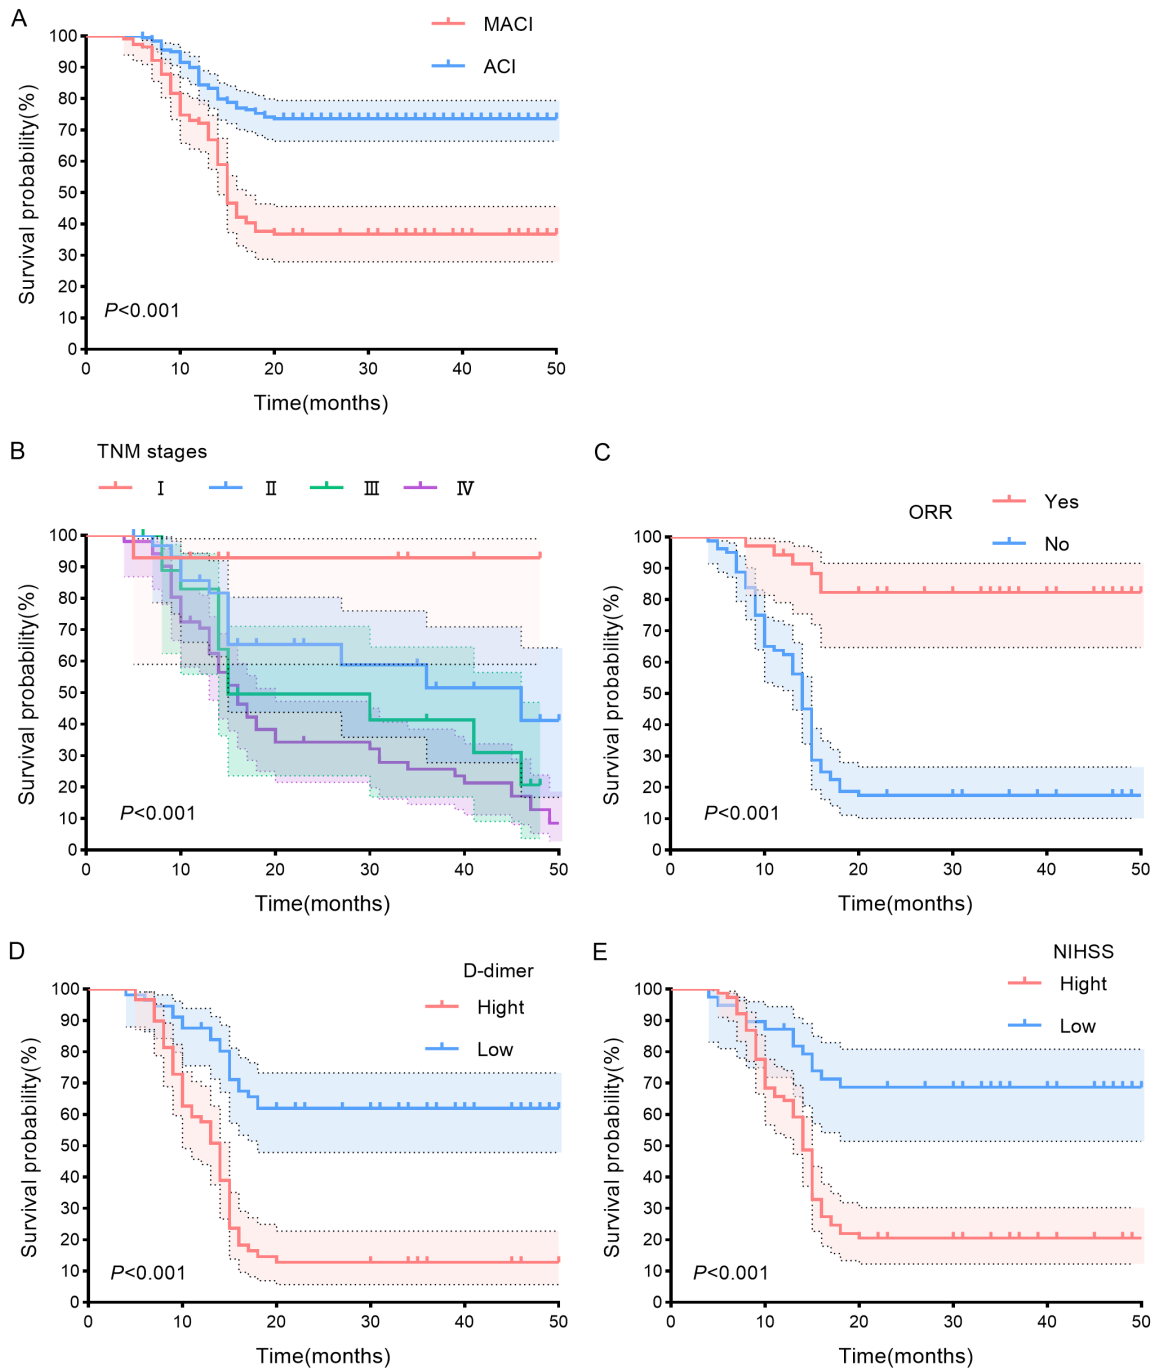 A
MACI
ACI
Survival probability(%)
100
90
80
70
60
50
40
30
20
10
0
P<0.001
0 10 20 30 40 50
Time(months)
B
TNM stages
Ⅰ Ⅱ Ⅲ Ⅳ
Survival probability(%)
100
90
80
70
60
50
40
30
20
10
0
P<0.001
0 10 20 30 40 50
Time(months)
C
ORR
Yes
No
Survival probability(%)
100
90
80
70
60
50
40
30
20
10
0
P<0.001
0 10 20 30 40 50
Time(months)
D
D-dimer
Hight
Low
Survival probability(%)
100
90
80
70
60
50
40
30
20
10
0
P<0.001
0 10 20 30 40 50
Time(months)
E
NIHSS
Hight
Low
Survival probability(%)
100
90
80
70
60
50
40
30
20
10
0
P<0.001
0 10 20 30 40 50
Time(months)